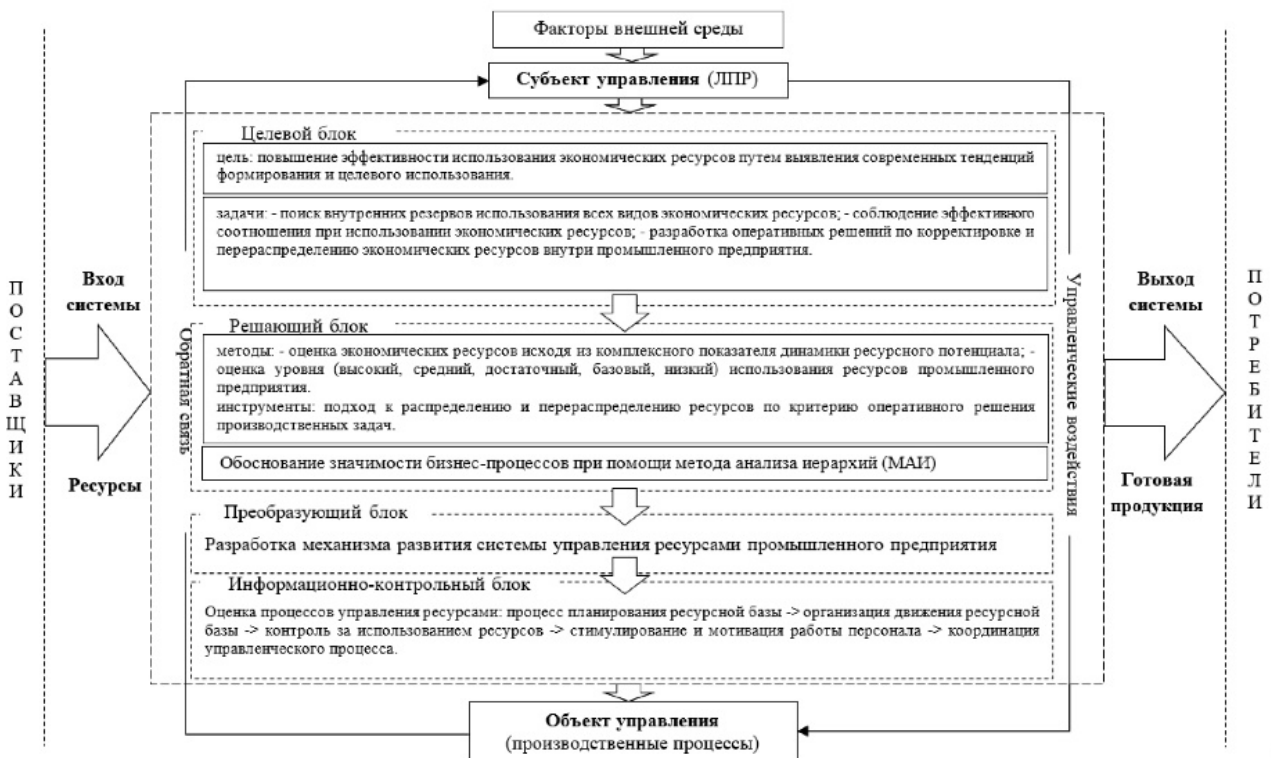 Факторы внешней среды
Субъект управления (ЛПР)
Целевой блок
цель: повышение эффективности использования экономических ресурсов путем выявления современных тенденций
формирования и целевого использования.
задачи: - поиск внутренних резервов использования всех видов экономических ресурсов; - соблюдение эффективного
соотношения при использовании экономических ресурсов; - разработка оперативных решений по корректировке и
перераспределению экономических ресурсов внутри промышленного предприятия.
ПОСТАВЩИКИ
Вход
системы
Ресурсы
Обратная связь
Решающий блок
методы: - оценка экономических ресурсов исходя из комплексного показателя динамики ресурсного потенциала; -
оценка уровня (высокий, средний, достаточный, базовый, низкий) использования ресурсов промышленного
предприятия.
инструменты: подход к распределению и перераспределению ресурсов по критерию оперативного решения
производственных задач.
Обоснование значимости бизнес-процессов при помощи метода анализа иерархий (МАИ)
Преобразующий блок
Разработка механизма развития системы управления ресурсами промышленного предприятия
Информационно-контрольный блок
Оценка процессов управления ресурсами: процесс планирования ресурсной базы -> организация движения ресурсной
базы -> контроль за использованием ресурсов -> стимулирование и мотивация работы персонала -> координация
управленческого процесса.
Управленческие воздействия
Выход
системы
Готовая
продукция
ПОТРЕБИТЕЛИ
Объект управления
(производственные процессы)